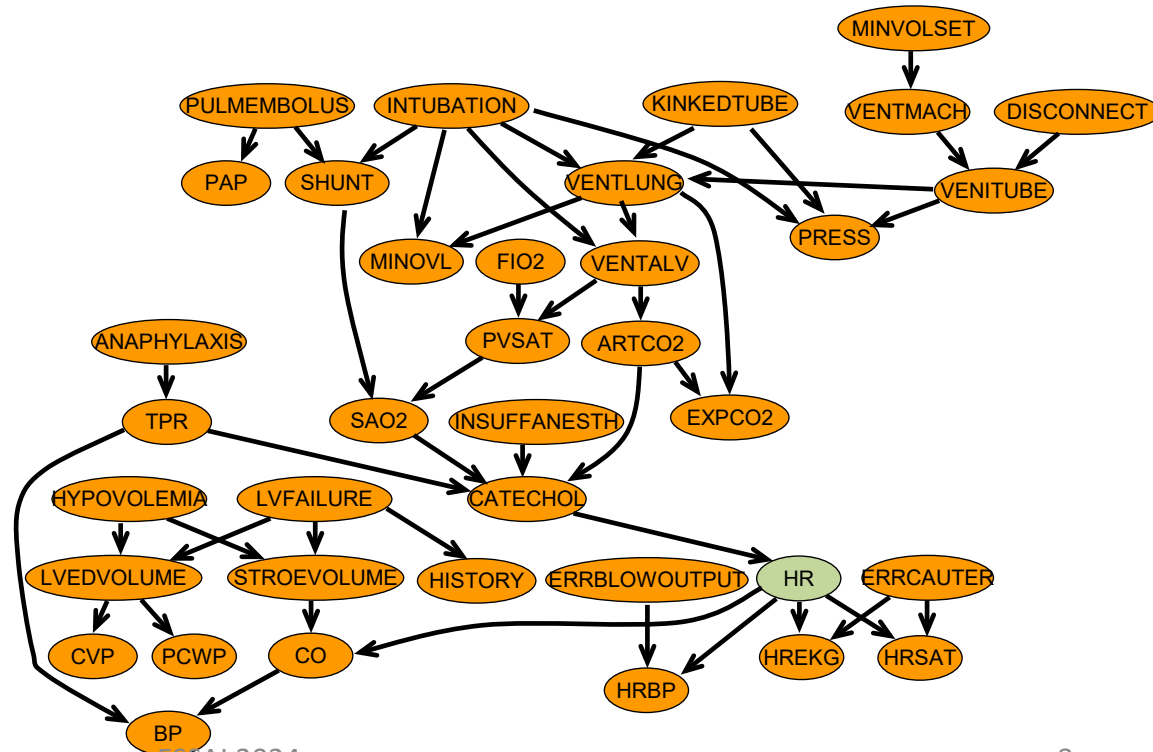 MINVOLSET
PULMEMBOLUS INTUBATION KINKEDTUBE VENTMACH DISCONNECT
PAP SHUNT VENTLUNG VENITUBE
PRESS
MINOVL FIO2 VENTALV
ANAPHYLAXIS PVSAT ARTCO2
TPR SAO2 INSUFFANESTH EXPCO2
HYPOVOLEMIA LVFAILURE CATECHOL
LVEDVOLUME STROEVOLUME HISTORY ERRBLOWOUTPUT HR ERRCAUTER
CVP PCWP CO HREKG HRSAT
HRBP
BP
2024